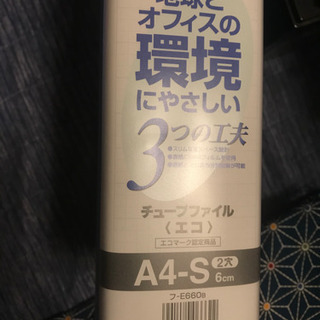 地球と
オフィスの
環境
にやさしい
3つの工夫
チューブファイル
〈エコ〉
エコマーク認定商品
A4-S 2穴
6cm
フ-E660B